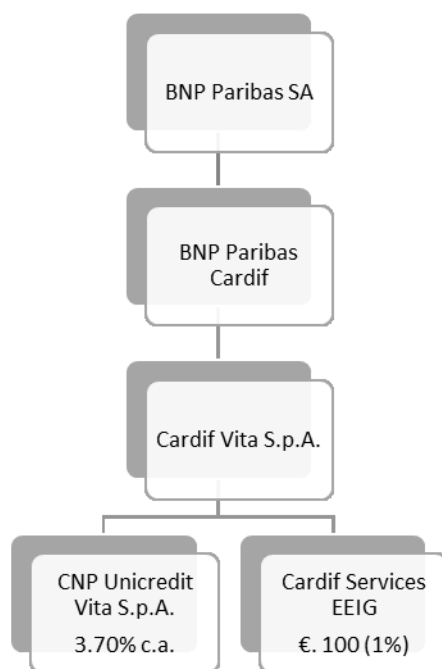 BNP Paribas SA
BNP Paribas
Cardif
Cardif Vita S.p.A.
CNP Unicredit
Vita S.p.A.
3.70% c.a.
Cardif Services
EEIG
€. 100 (1%)